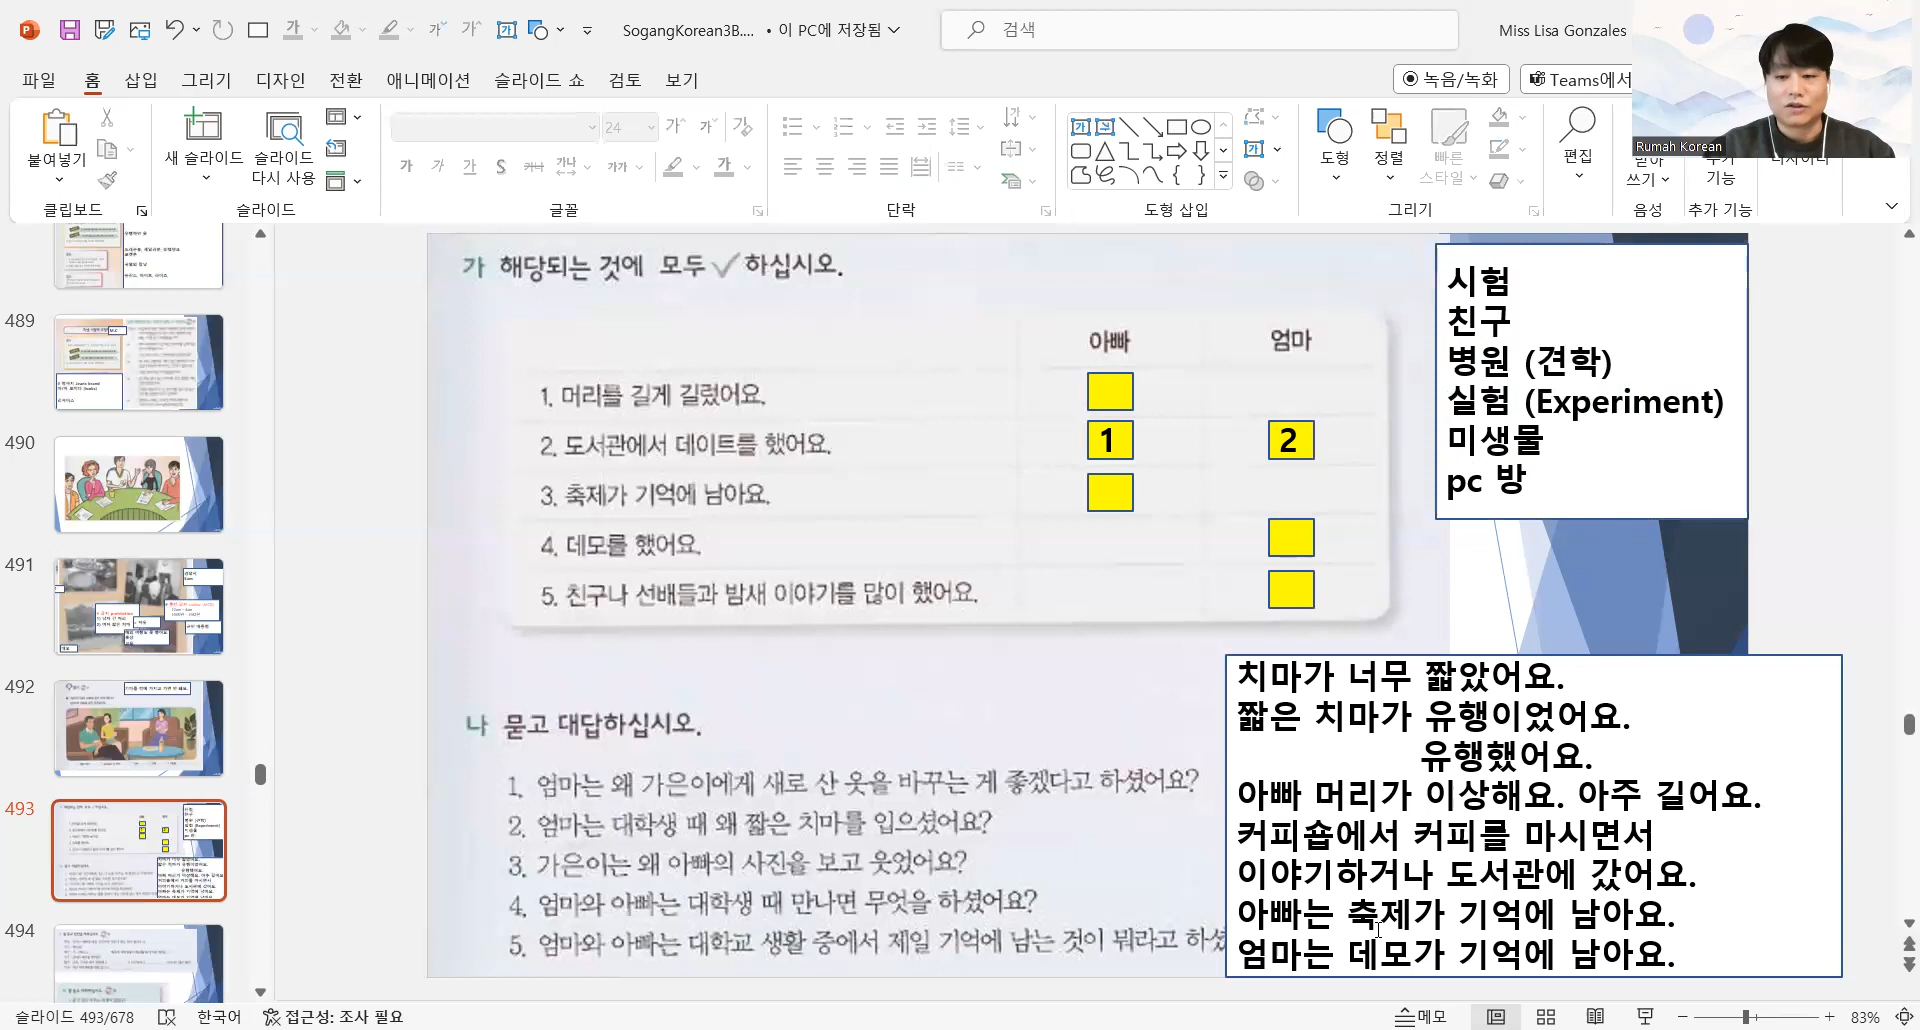 SogangKorean3B.... • 이 PC에 저장됨
검색
Miss Lisa Gonzales
파일 홈 삽입 그리기 디자인 전환 애니메이션 슬라이드 쇼 검토 보기
녹음/녹화
Teams에서
Rumah Korean
붙여넣기
새 슬라이드
슬라이드
다시 사용
24
도형
정렬
빠른
스타일
편집
쓰기
기능
클립보드
슬라이드
글꼴
단락
도형 삽입
그리기
음성
추가 기능
489
490
491
492
493
494
가 해당되는 것에 모두 ✓ 하십시오.
아빠 엄마
1. 머리를 길게 길렀어요.
2. 도서관에서 데이트를 했어요. 1 2
3. 축제가 기억에 남아요.
4. 데모를 했어요.
5. 친구나 선배들과 밤새 이야기를 많이 했어요.
시험
친구
병원 (견학)
실험 (Experiment)
미생물
pc 방
나 묻고 대답하십시오.
1. 엄마는 왜 가은이에게 새로 산 옷을 바꾸는 게 좋겠다고 하셨어요?
2. 엄마는 대학생 때 왜 짧은 치마를 입으셨어요?
3. 가은이는 왜 아빠의 사진을 보고 웃었어요?
4. 엄마와 아빠는 대학생 때 만나면 무엇을 하셨어요?
5. 엄마와 아빠는 대학교 생활 중에서 제일 기억에 남는 것이 뭐라고 하셨
치마가 너무 짧았어요.
짧은 치마가 유행이었어요.
유행했어요.
아빠 머리가 이상해요. 아주 길어요.
커피숍에서 커피를 마시면서
이야기하거나 도서관에 갔어요.
아빠는 축제가 기억에 남아요.
엄마는 데모가 기억에 남아요.
슬라이드 493/678
한국어
접근성: 조사 필요
메모
83%